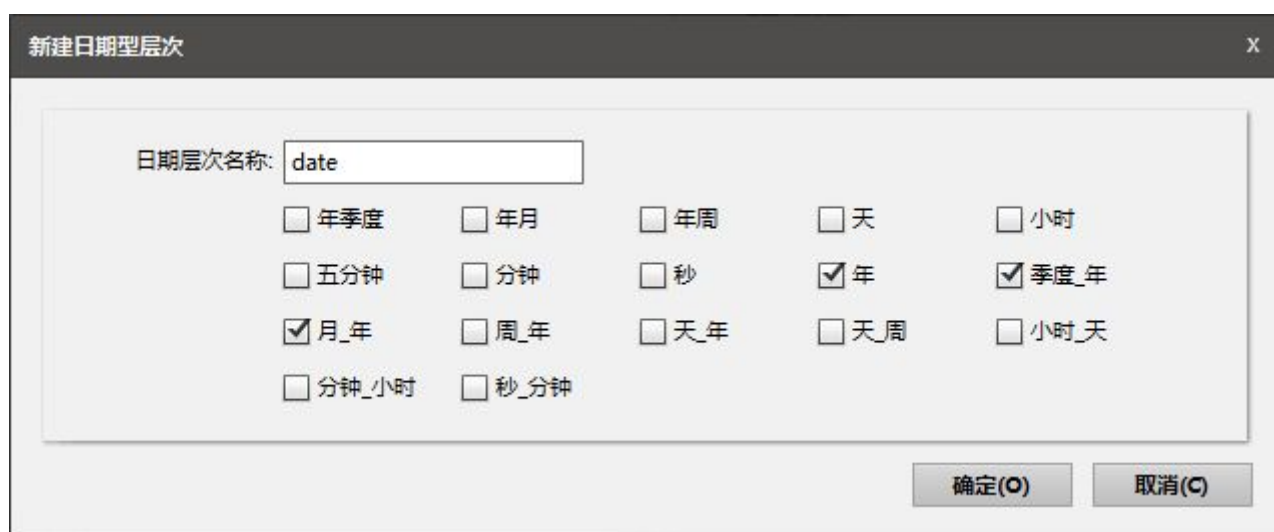 新建日期型层次 x
日期层次名称: date
年季度 年月 年周 天 小时
五分钟 分钟 秒 年 季度_年
月_年 周_年 天_年 天_周 小时_天
分钟_小时 秒_分钟
确定(O) 取消(C)